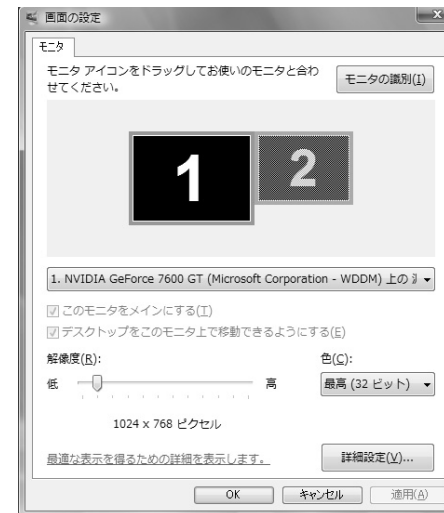 画面の設定
モニタ
モニタ アイコンをドラッグしてお使いのモニタと合わ
せてください。
モニタの識別(I)
1
2
1. NVIDIA GeForce 7600 GT (Microsoft Corporation - WDDM) 上の
このモニタをメインにする(T)
デスクトップをこのモニタ上で移動できるようにする(E)
解像度(R):
色(C):
低
高
最高 (32 ビット)
1024 x 768 ピクセル
最適な表示を得るための詳細を表示します。
詳細設定(V)...
OK
キャンセル
適用(A)